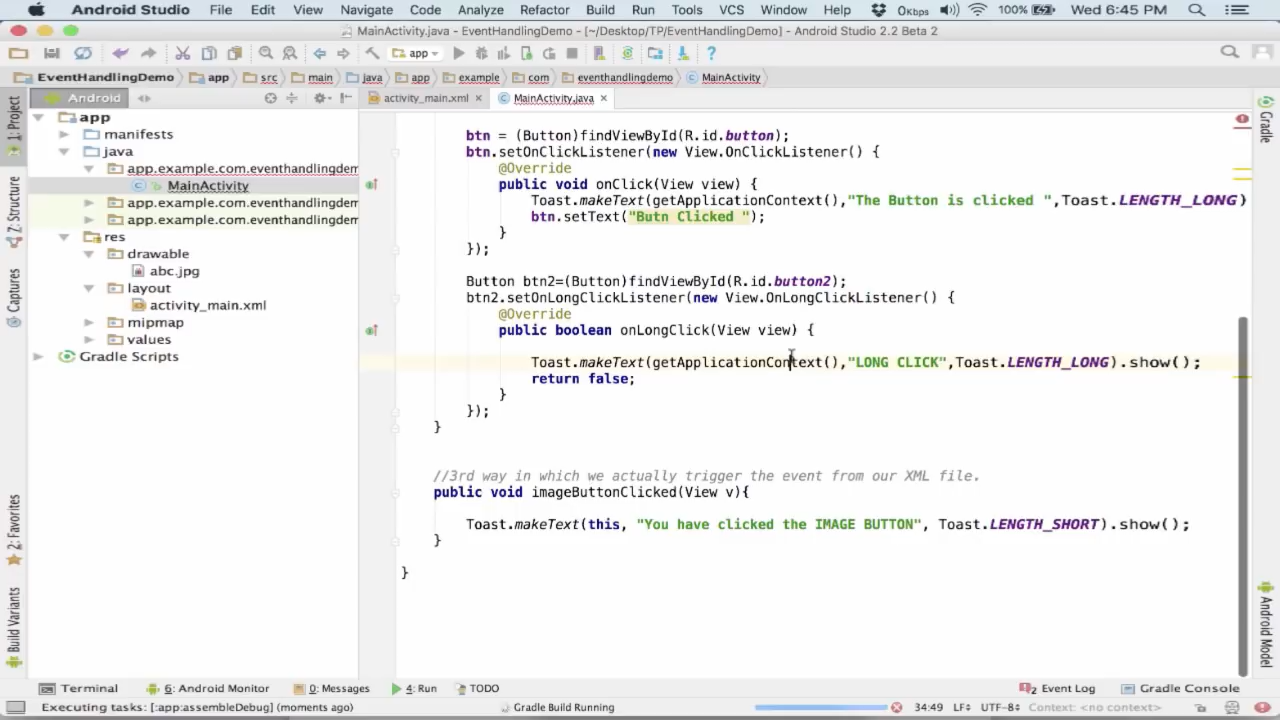 Android Studio File Edit View Navigate Code Analyze Refactor Build Run Tools VCS Window Help 0Kbps 100% Wed 6:45 PM
MainActivity.java - EventHandlingDemo - [~/Desktop/TP/EventHandlingDemo] - Android Studio 2.2 Beta 2
app
EventHandlingDemo app src main java app example com eventhandlingdemo MainActivity
Android activity_main.xml MainActivity.java
1: Project
Z: Structure
Captures
2: Favorites
Build Variants
app
manifests
java
app.example.com.eventhandlingdem
MainActivity
app.example.com.eventhandlingdem
app.example.com.eventhandlingdem
res
drawable
abc.jpg
layout
activity_main.xml
mipmap
values
Gradle Scripts
btn = (Button)findViewById(R.id.button);
btn.setOnClickListener(new View.OnClickListener() {
@Override
public void onClick(View view) {
Toast.makeText(getApplicationContext(),"The Button is clicked ",Toast.LENGTH_LONG)
btn.setText("Butn Clicked ");
}
});
Button btn2=(Button)findViewById(R.id.button2);
btn2.setOnLongClickListener(new View.OnLongClickListener() {
@Override
public boolean onLongClick(View view) {
Toast.makeText(getApplicationContext(),"LONG CLICK",Toast.LENGTH_LONG).show();
return false;
}
});
}
//3rd way in which we actually trigger the event from our XML file.
public void imageButtonClicked(View v){
Toast.makeText(this, "You have clicked the IMAGE BUTTON", Toast.LENGTH_SHORT).show();
}
}
Gradle
Android Model
Terminal 6: Android Monitor 0: Messages 4: Run TODO 2 Event Log Gradle Console
Executing tasks: [:app:assembleDebug] (moments ago) Gradle Build Running 34:49 LF UTF-8 Context: <no context>